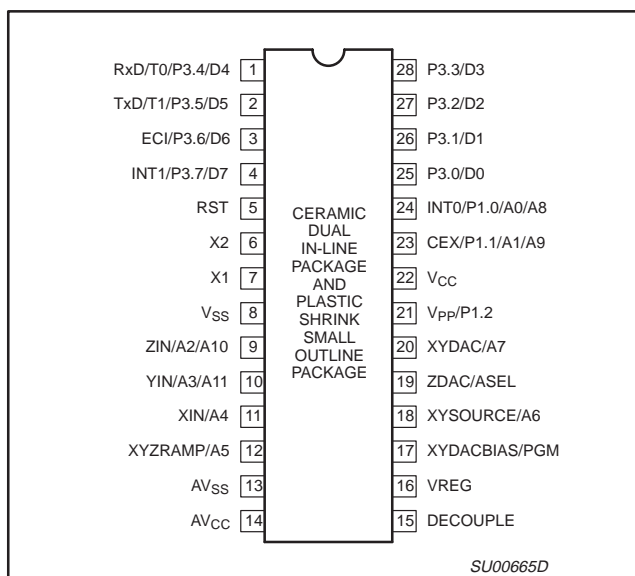 RxD/T0/P3.4/D4 1 28 P3.3/D3
TxD/T1/P3.5/D5 2 27 P3.2/D2
ECI/P3.6/D6 3 26 P3.1/D1
INT1/P3.7/D7 4 25 P3.0/D0
RST 5 24 INT0/P1.0/A0/A8
X2 6 23 CEX/P1.1/A1/A9
X1 7 22 VCC
VSS 8 21 VPP/P1.2
ZIN/A2/A10 9 20 XYDAC/A7
YIN/A3/A11 10 19 ZDAC/ASEL
XIN/A4 11 18 XYSOURCE/A6
XYZRAMP/A5 12 17 XYDACBIAS/PGM
AVSS 13 16 VREG
AVCC 14 15 DECOUPLE
CERAMIC
DUAL
IN-LINE
PACKAGE
AND
PLASTIC
SHRINK
SMALL
OUTLINE
PACKAGE
SU00665D